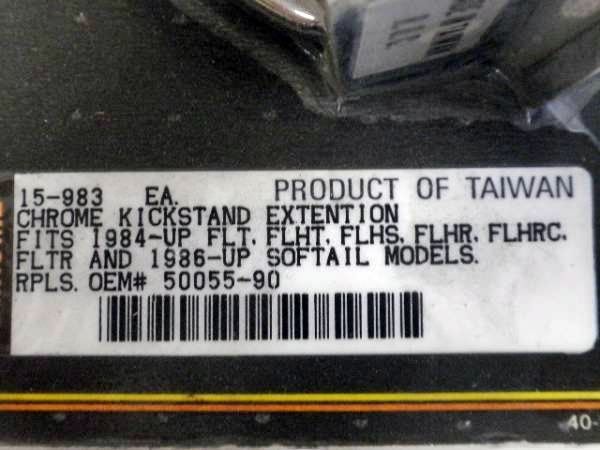 15-983 EA. PRODUCT OF TAIWAN
CHROME KICKSTAND EXTENTION
FITS 1984-UP FLT, FLHT, FLHS, FLHR, FLHRC,
FLTR AND 1986-UP SOFTAIL MODELS.
RPLS. OEM# 50055-90
40-